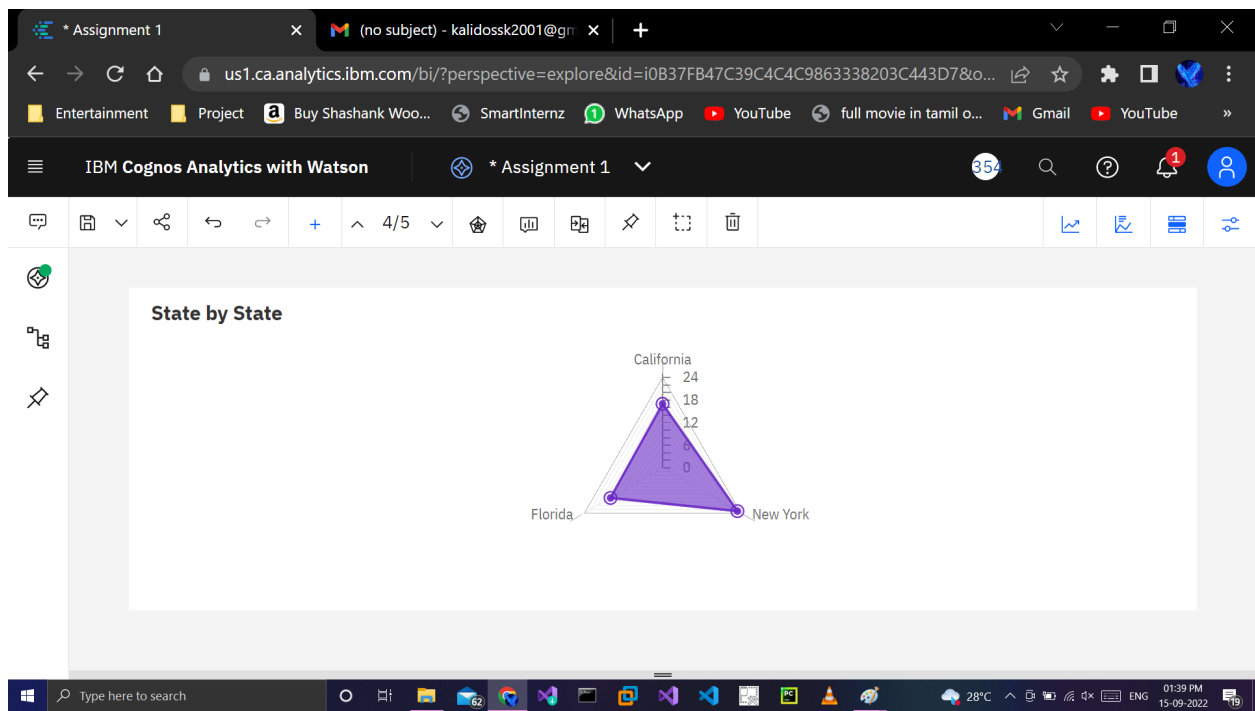 * Assignment 1
(no subject) - kalidossk2001@gm
us1.ca.analytics.ibm.com/bi/?perspective=explore&id=i0B37FB47C39C4C4C9863338203C443D7&o...
Entertainment Project a Buy Shashank Woo... SmartInternz 1 WhatsApp YouTube full movie in tamil o... Gmail YouTube »
IBM Cognos Analytics with Watson * Assignment 1 354 1
4/5
State by State
California
24
18
12
6
0
Florida
New York
Type here to search 62 PC 28°C ENG 01:39 PM
15-09-2022 19